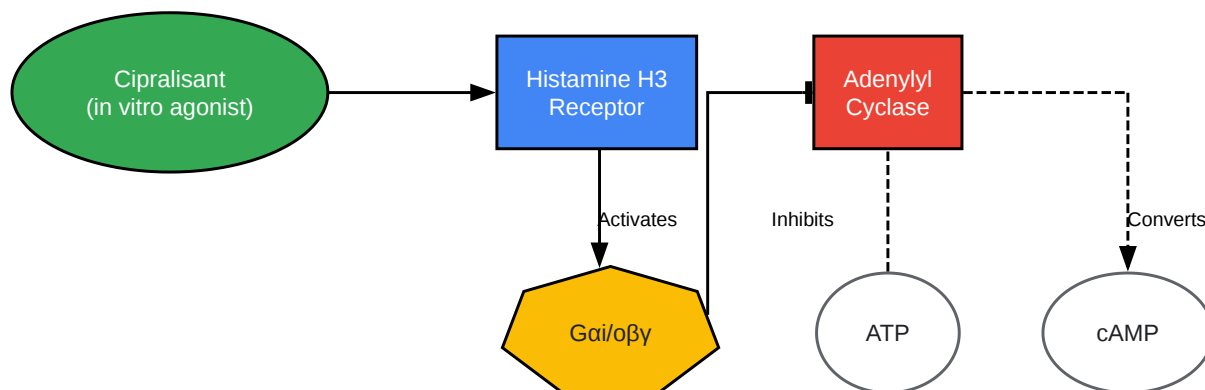 Cipralisant
(in vitro agonist)
Histamine H3
Receptor
Adenylyl
Cyclase
Activates
Inhibits
Converts
Gαi/oβγ
ATP
cAMP